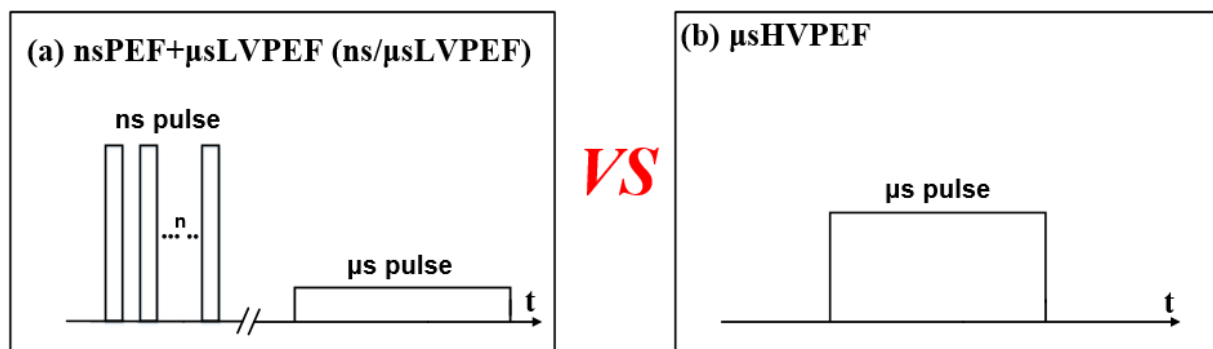 (a) nsPEF+μsLVPEF (ns/μsLVPEF)
ns pulse
n
... ..
μs pulse
t
VS
(b) μsHVPEF
μs pulse
t